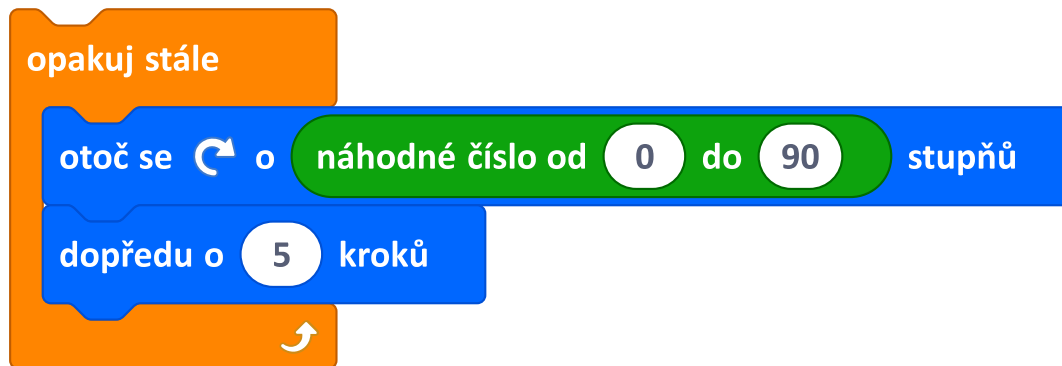 opakuj stále
otoč se o náhodné číslo od 0 do 90 stupňů
dopředu o 5 kroků